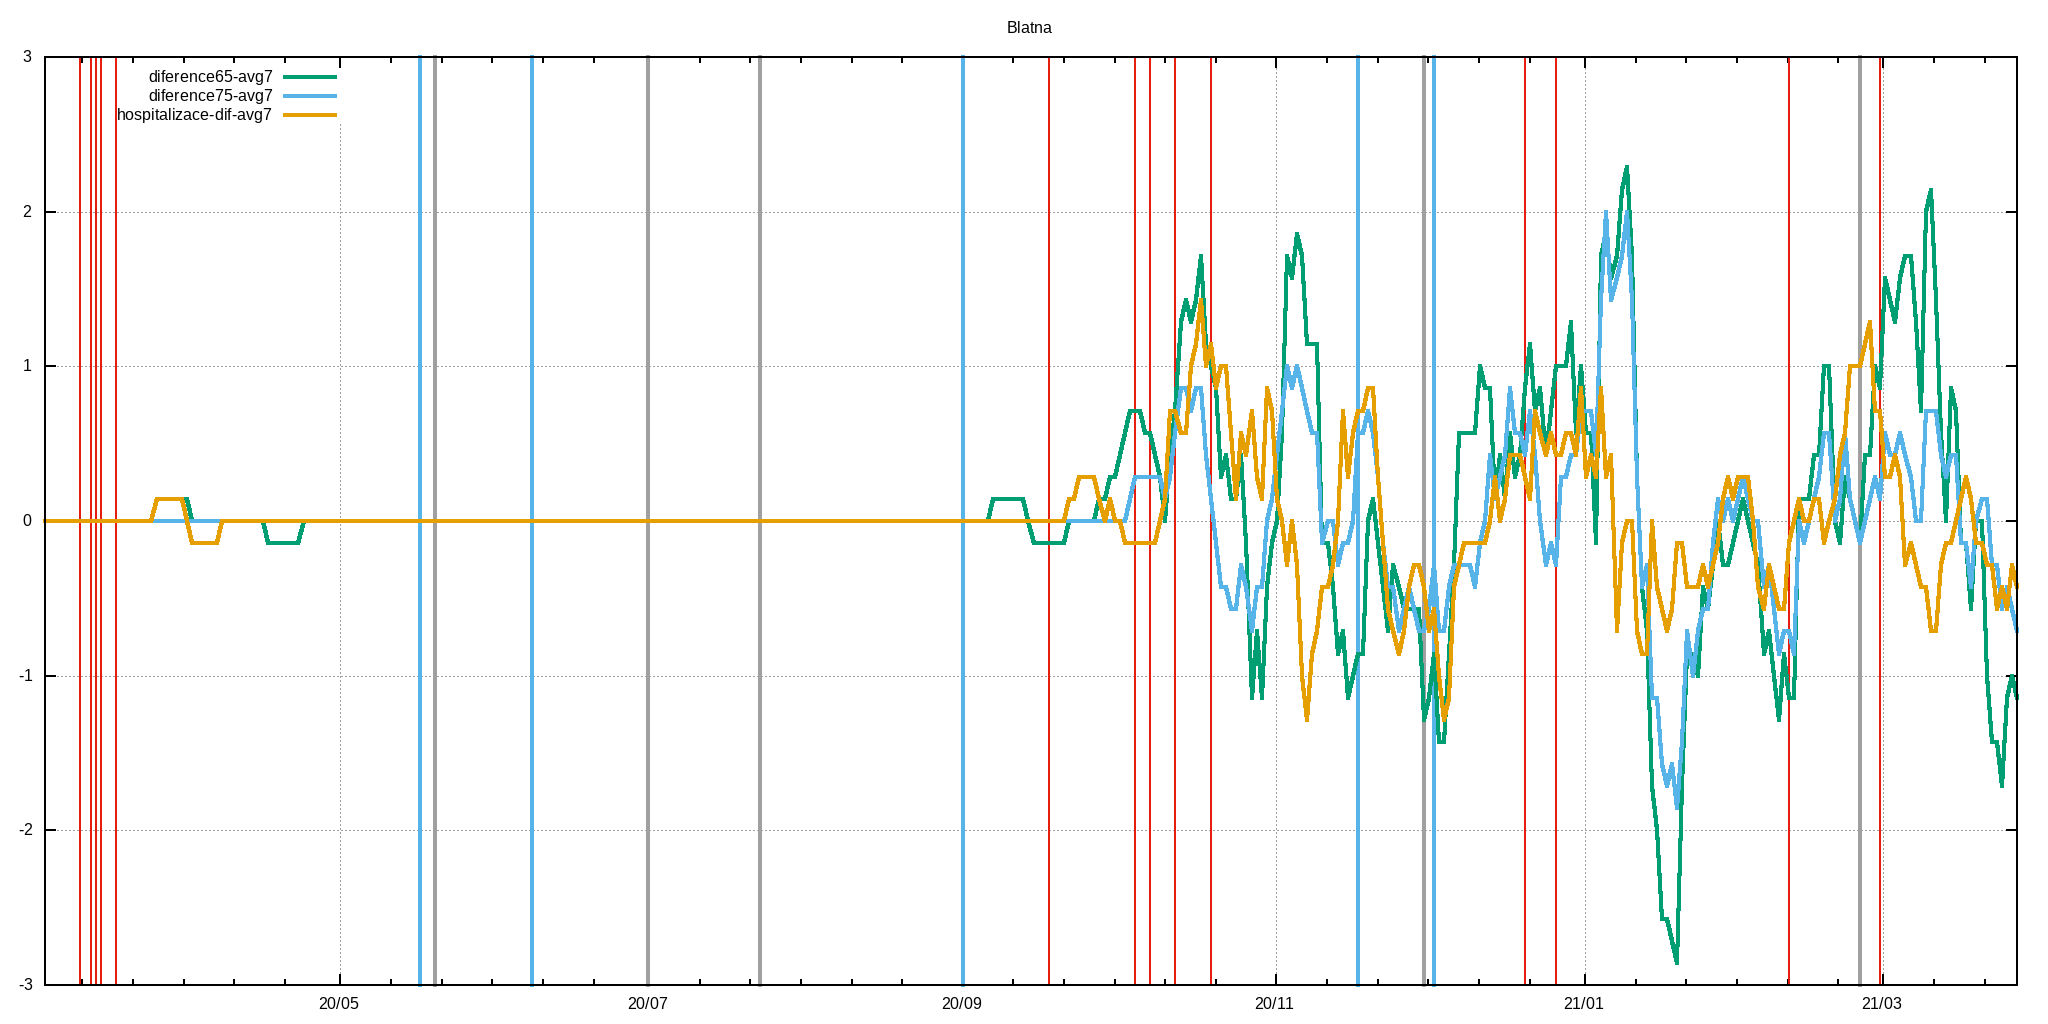 Blatna
3
diference65-avg7
diference75-avg7
hospitalizace-dif-avg7
2
1
0
-1
-2
-3
20/05 20/07 20/09 20/11 21/01 21/03